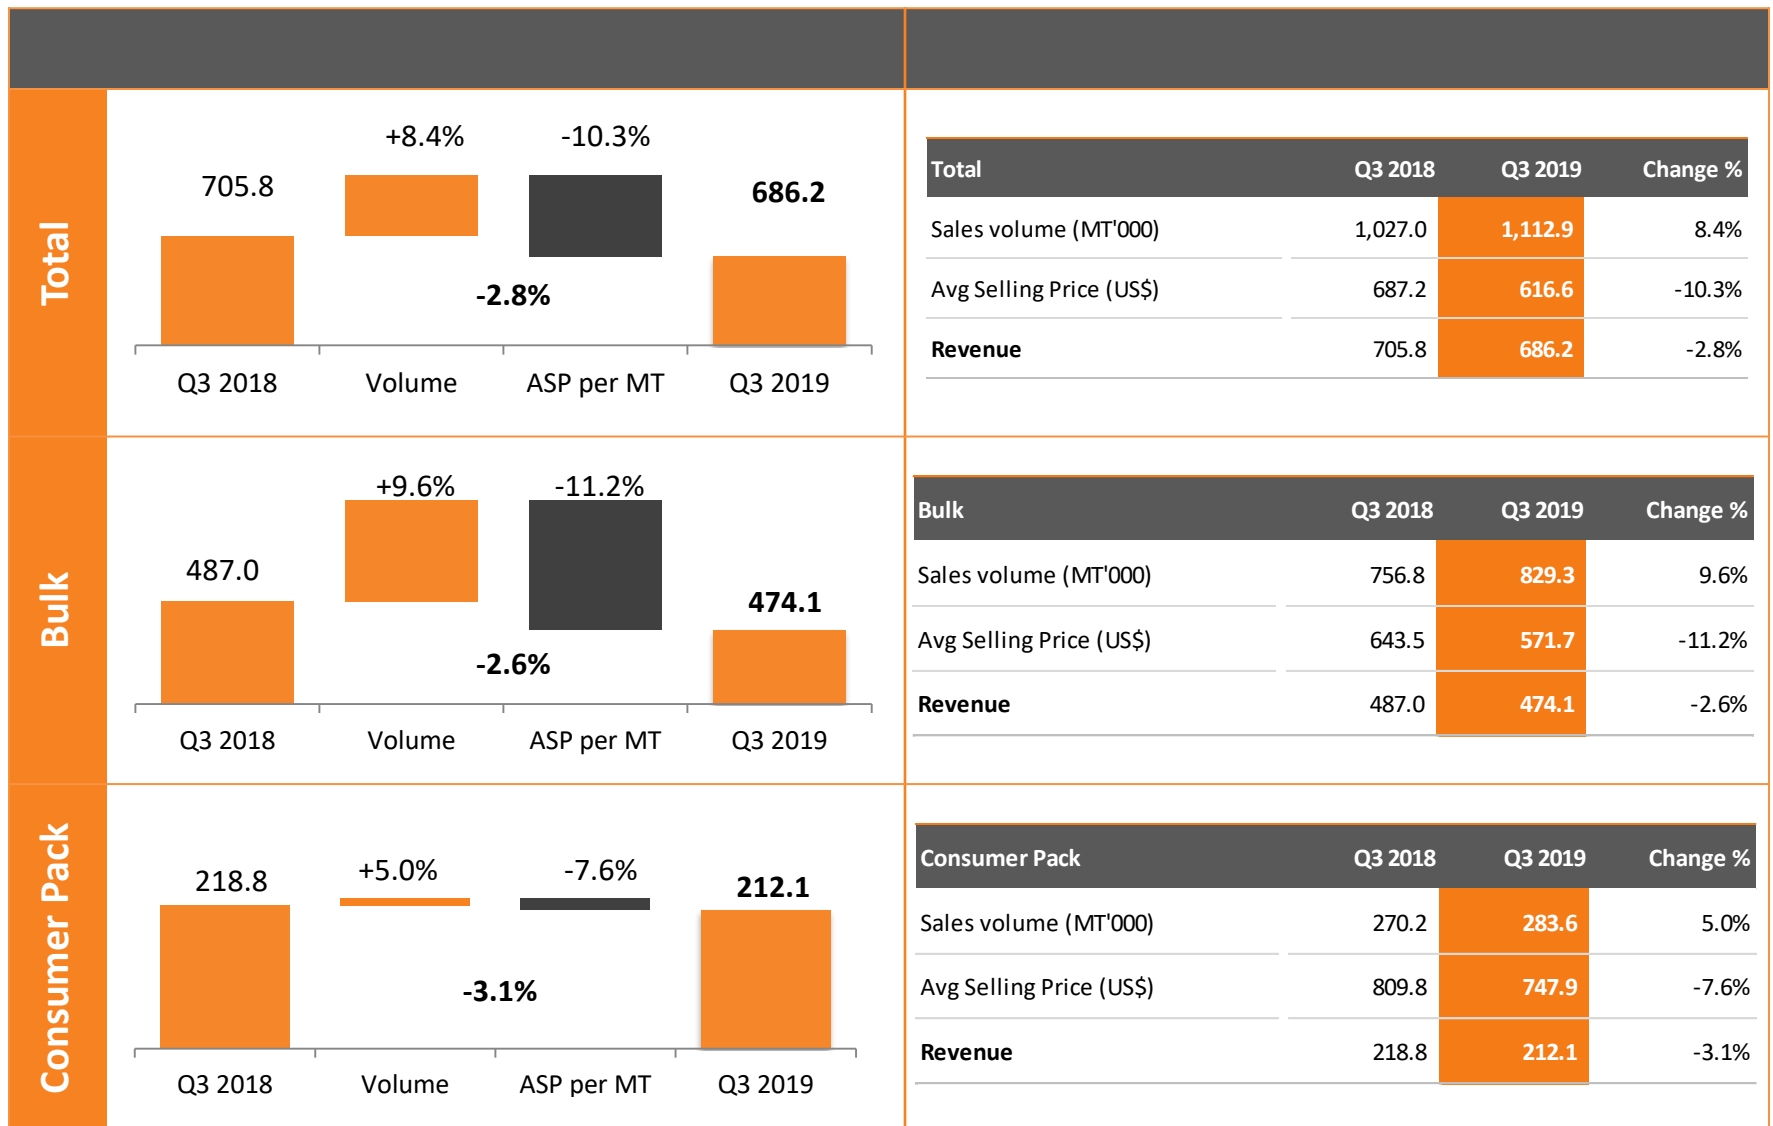 Total
+8.4% -10.3%
705.8 686.2
-2.8%
Q3 2018 Volume ASP per MT Q3 2019
Total Q3 2018 Q3 2019 Change %
Sales volume (MT'000) 1,027.0 1,112.9 8.4%
Avg Selling Price (US$) 687.2 616.6 -10.3%
Revenue 705.8 686.2 -2.8%
Bulk
+9.6% -11.2%
487.0 474.1
-2.6%
Q3 2018 Volume ASP per MT Q3 2019
Bulk Q3 2018 Q3 2019 Change %
Sales volume (MT'000) 756.8 829.3 9.6%
Avg Selling Price (US$) 643.5 571.7 -11.2%
Revenue 487.0 474.1 -2.6%
Consumer Pack
+5.0% -7.6%
218.8 212.1
-3.1%
Q3 2018 Volume ASP per MT Q3 2019
Consumer Pack Q3 2018 Q3 2019 Change %
Sales volume (MT'000) 270.2 283.6 5.0%
Avg Selling Price (US$) 809.8 747.9 -7.6%
Revenue 218.8 212.1 -3.1%